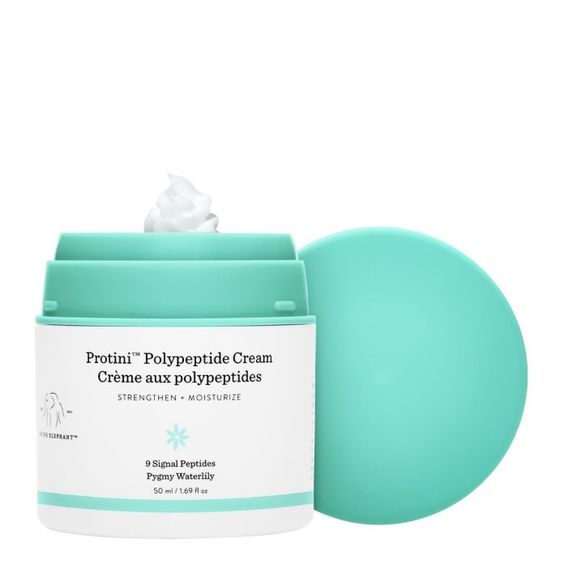 Protini™ Polypeptide Cream
Crème aux polypeptides
STRENGTHEN + MOISTURIZE
ELEPHANT™
9 Signal Peptides
Pygmy Waterlily
50 ml / 1.69 fl oz